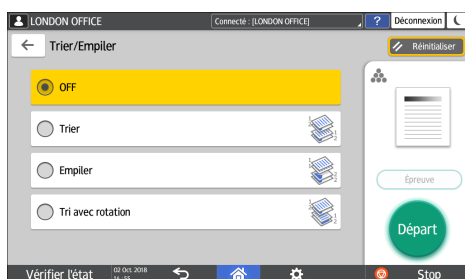 LONDON OFFICE
Connecté : [LONDON OFFICE]
?
Déconnexion
Trier/Empiler
Réinitialiser
OFF
Trier
Empiler
Tri avec rotation
Épreuve
Départ
Vérifier l'état
02 Oct. 2018
Stop